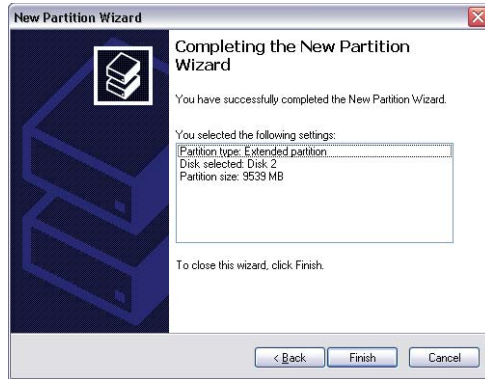 New Partition Wizard
Completing the New Partition
Wizard
You have successfully completed the New Partition Wizard.
You selected the following settings:
Partition type: Extended partition
Disk selected: Disk 2
Partition size: 9539 MB
To close this wizard, click Finish.
< Back
Finish
Cancel